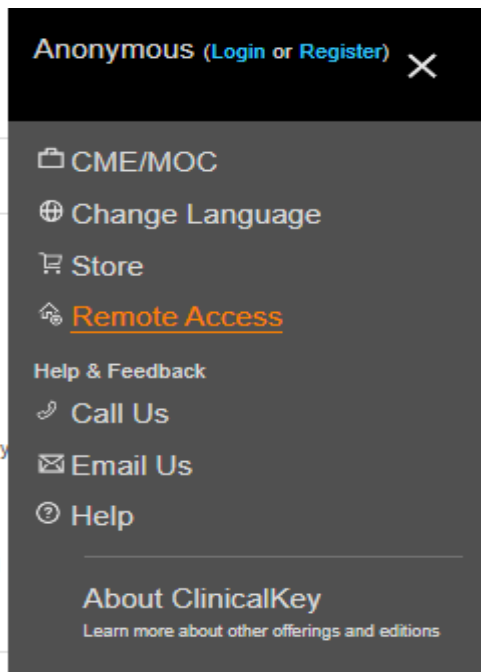 Anonymous (Login or Register)
CME/MOC
Change Language
Store
Remote Access
Help & Feedback
Call Us
y
Email Us
Help
About ClinicalKey
Learn more about other offerings and editions